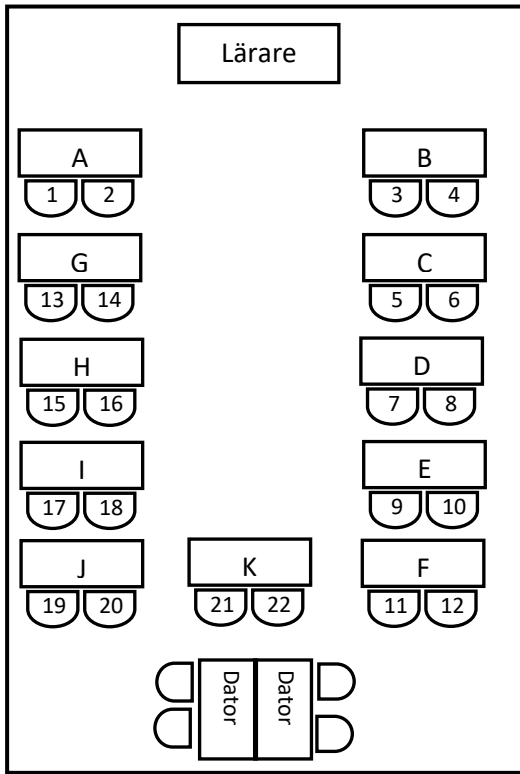 Lärare
A B
1 2 3 4
G C
13 14 5 6
H D
15 16 7 8
I E
17 18 9 10
J K F
19 20 21 22 11 12
Dator Dator